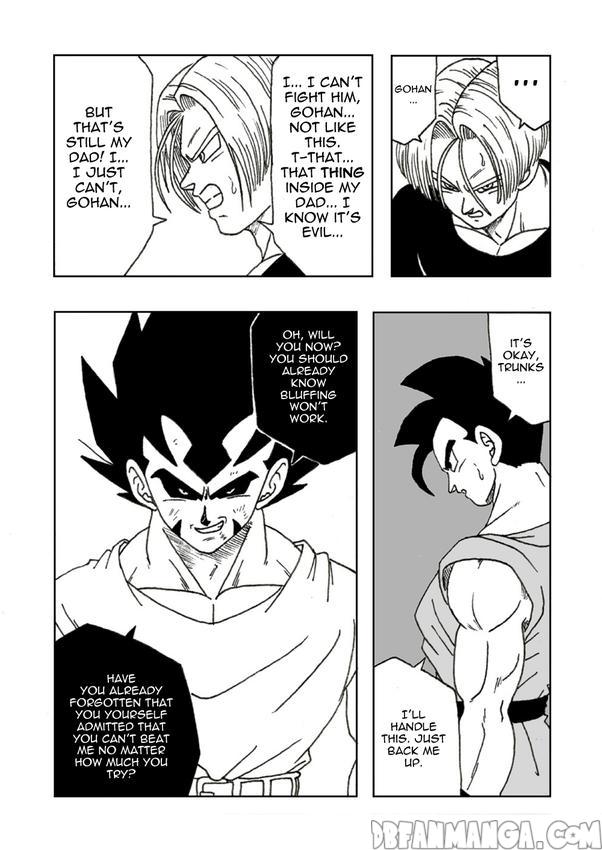 ...
GOHAN
...
I... I CAN'T
FIGHT HIM,
GOHAN...
NOT LIKE
THIS.
T-THAT...
THAT THING
INSIDE MY
DAD... I
KNOW IT'S
EVIL...
BUT
THAT'S
STILL MY
DAD! I...
I JUST
CAN'T,
GOHAN...
IT'S
OKAY,
TRUNKS
...
I'LL
HANDLE
THIS. JUST
BACK ME
UP.
OH, WILL
YOU NOW?
YOU SHOULD
ALREADY
KNOW
BLUFFING
WON'T
WORK.
HAVE
YOU ALREADY
FORGOTTEN THAT
YOU YOURSELF
ADMITTED THAT
YOU CAN'T BEAT
ME NO MATTER
HOW MUCH YOU
TRY?
DBFANMANGA.COM